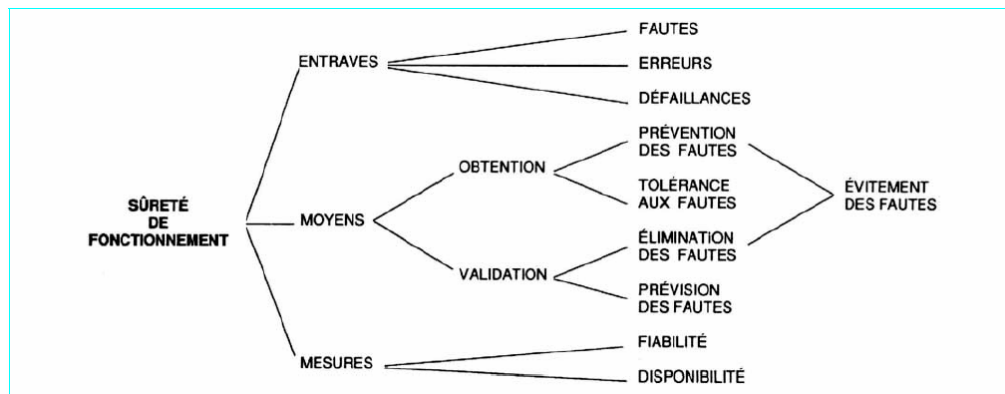 FAUTES
ENTRAVES
ERREURS
DÉFAILLANCES
PRÉVENTION
DES FAUTES
OBTENTION
TOLÉRANCE
AUX FAUTES
ÉVITEMENT
DES FAUTES
SÛRETÉ
DE
FONCTIONNEMENT
MOYENS
ÉLIMINATION
DES FAUTES
VALIDATION
PRÉVISION
DES FAUTES
FIABILITÉ
MESURES
DISPONIBILITÉ